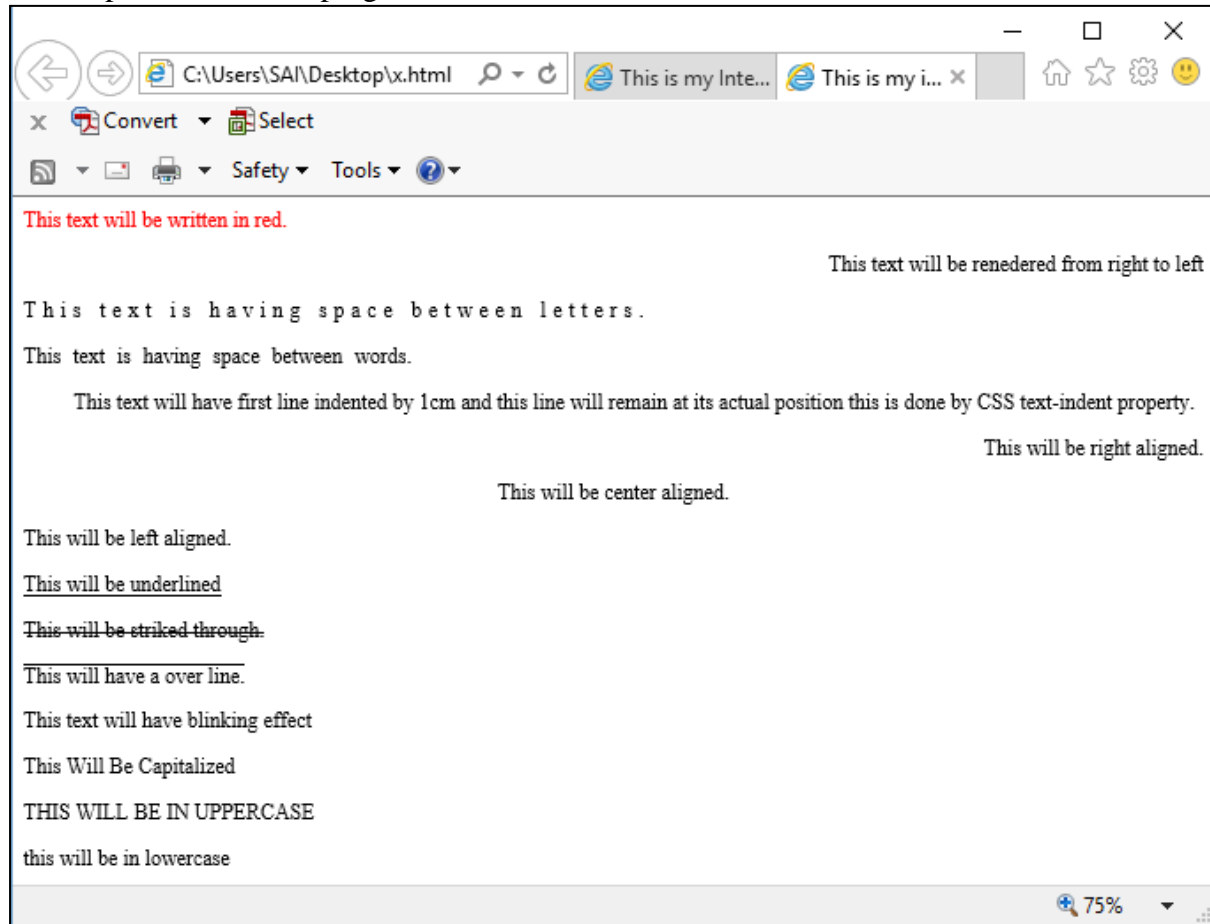 C:\Users\SAI\Desktop\x.html This is my Inte... This is my i...
x Convert Select
Safety Tools
This text will be written in red.
This text will be renedered from right to left
This text is having space between letters.
This text is having space between words.
This text will have first line indented by 1cm and this line will remain at its actual position this is done by CSS text-indent property.
This will be right aligned.
This will be center aligned.
This will be left aligned.
This will be underlined
This will be striked through.
This will have a over line.
This text will have blinking effect
This Will Be Capitalized
THIS WILL BE IN UPPERCASE
this will be in lowercase
75%